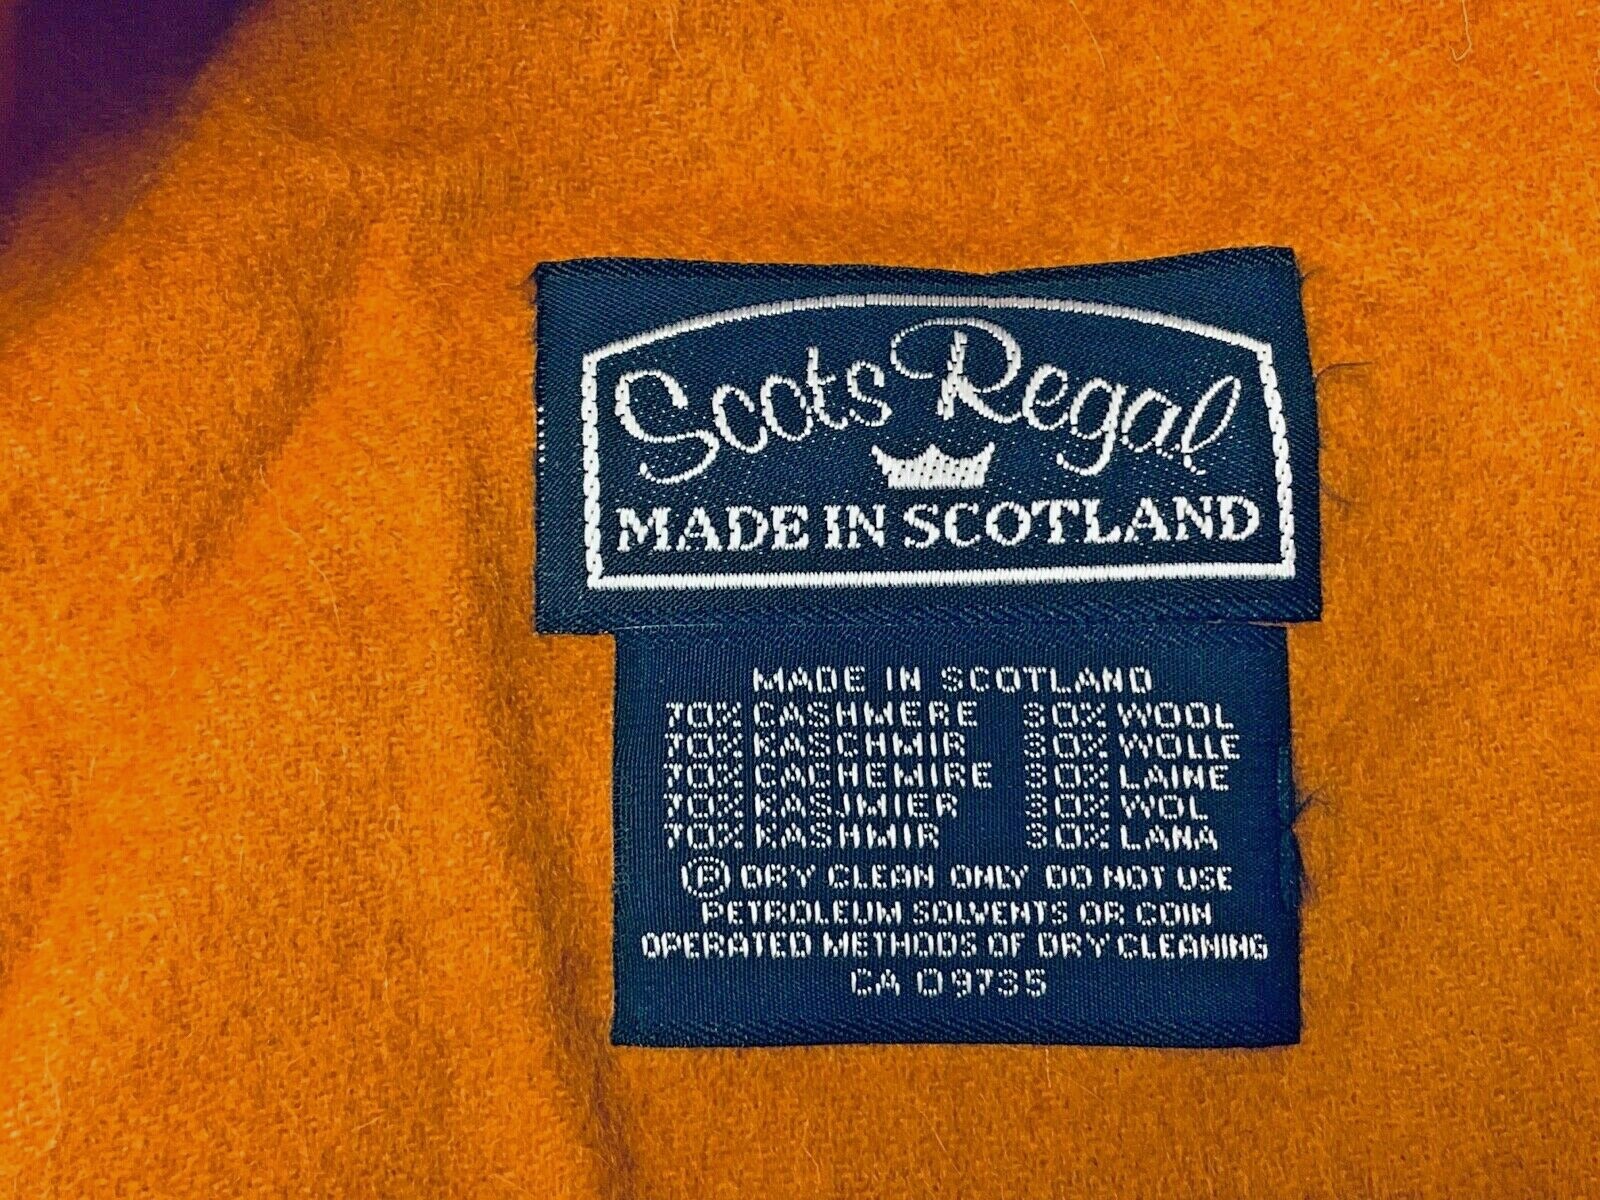 Scots Regal
MADE IN SCOTLAND
MADE IN SCOTLAND
70% CASHMERE 30% WOOL
70% KASCHMIR 30% WOLLE
70% CACHEMIRE 30% LAINE
70% KASJMIER 30% WOL
70% KASHMIR 30% LANA
Ⓟ DRY CLEAN ONLY DO NOT USE
PETROLEUM SOLVENTS OR COIN
OPERATED METHODS OF DRY CLEANING
CA 09735